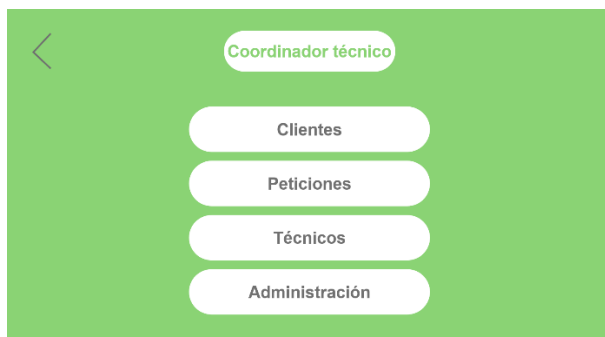 Coordinador técnico
Clientes
Peticiones
Técnicos
Administración